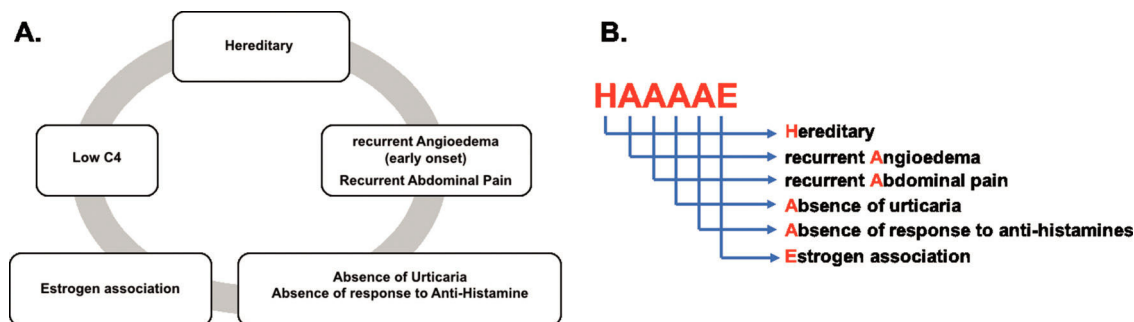 A.
Hereditary
recurrent Angioedema
(early onset)
Recurrent Abdominal Pain
Absence of Urticaria
Absence of response to Anti-Histamine
Estrogen association
Low C4
B.
HAAAAE
Hereditary
recurrent Angioedema
recurrent Abdominal pain
Absence of urticaria
Absence of response to anti-histamines
Estrogen association